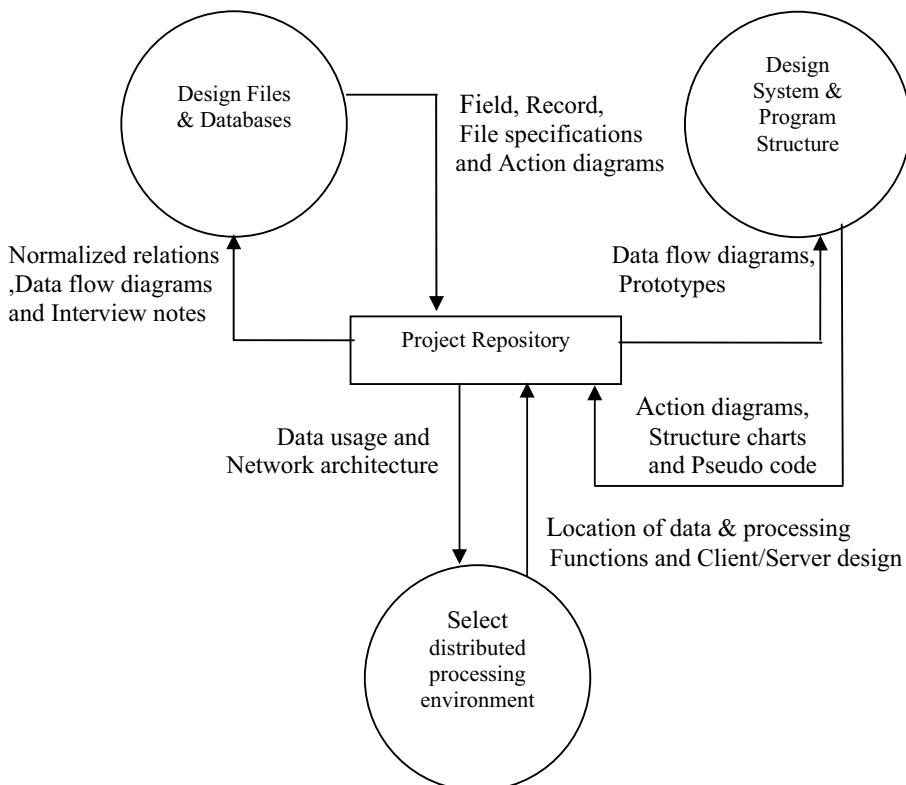 Design Files
& Databases
Field, Record,
File specifications
and Action diagrams
Design
System &
Program
Structure
Normalized relations
,Data flow diagrams
and Interview notes
Data flow diagrams,
Prototypes
Project Repository
Data usage and
Network architecture
Action diagrams,
Structure charts
and Pseudo code
Location of data & processing
Functions and Client/Server design
Select
distributed
processing
environment